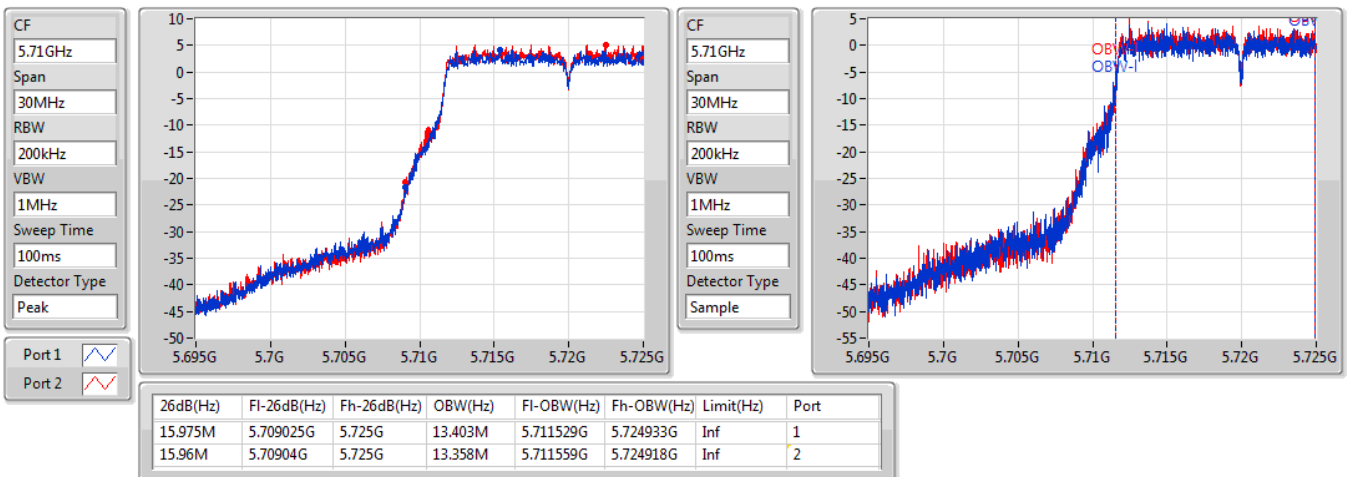 CF
5.71GHz
Span
30MHz
RBW
200kHz
VBW
1MHz
Sweep Time
100ms
Detector Type
Peak
10
5
0
-5
-10
-15
-20
-25
-30
-35
-40
-45
-50
5.695G 5.7G 5.705G 5.71G 5.715G 5.72G 5.725G
Port 1
Port 2
CF
5.71GHz
Span
30MHz
RBW
200kHz
VBW
1MHz
Sweep Time
100ms
Detector Type
Sample
5
0
-5
-10
-15
-20
-25
-30
-35
-40
-45
-50
-55
OBW-l
5.695G 5.7G 5.705G 5.71G 5.715G 5.72G 5.725G
26dB(Hz) Fl-26dB(Hz) Fh-26dB(Hz) OBW(Hz) Fl-OBW(Hz) Fh-OBW(Hz) Limit(Hz) Port
15.975M 5.709025G 5.725G 13.403M 5.711529G 5.724933G Inf 1
15.96M 5.70904G 5.725G 13.358M 5.711559G 5.724918G Inf 2